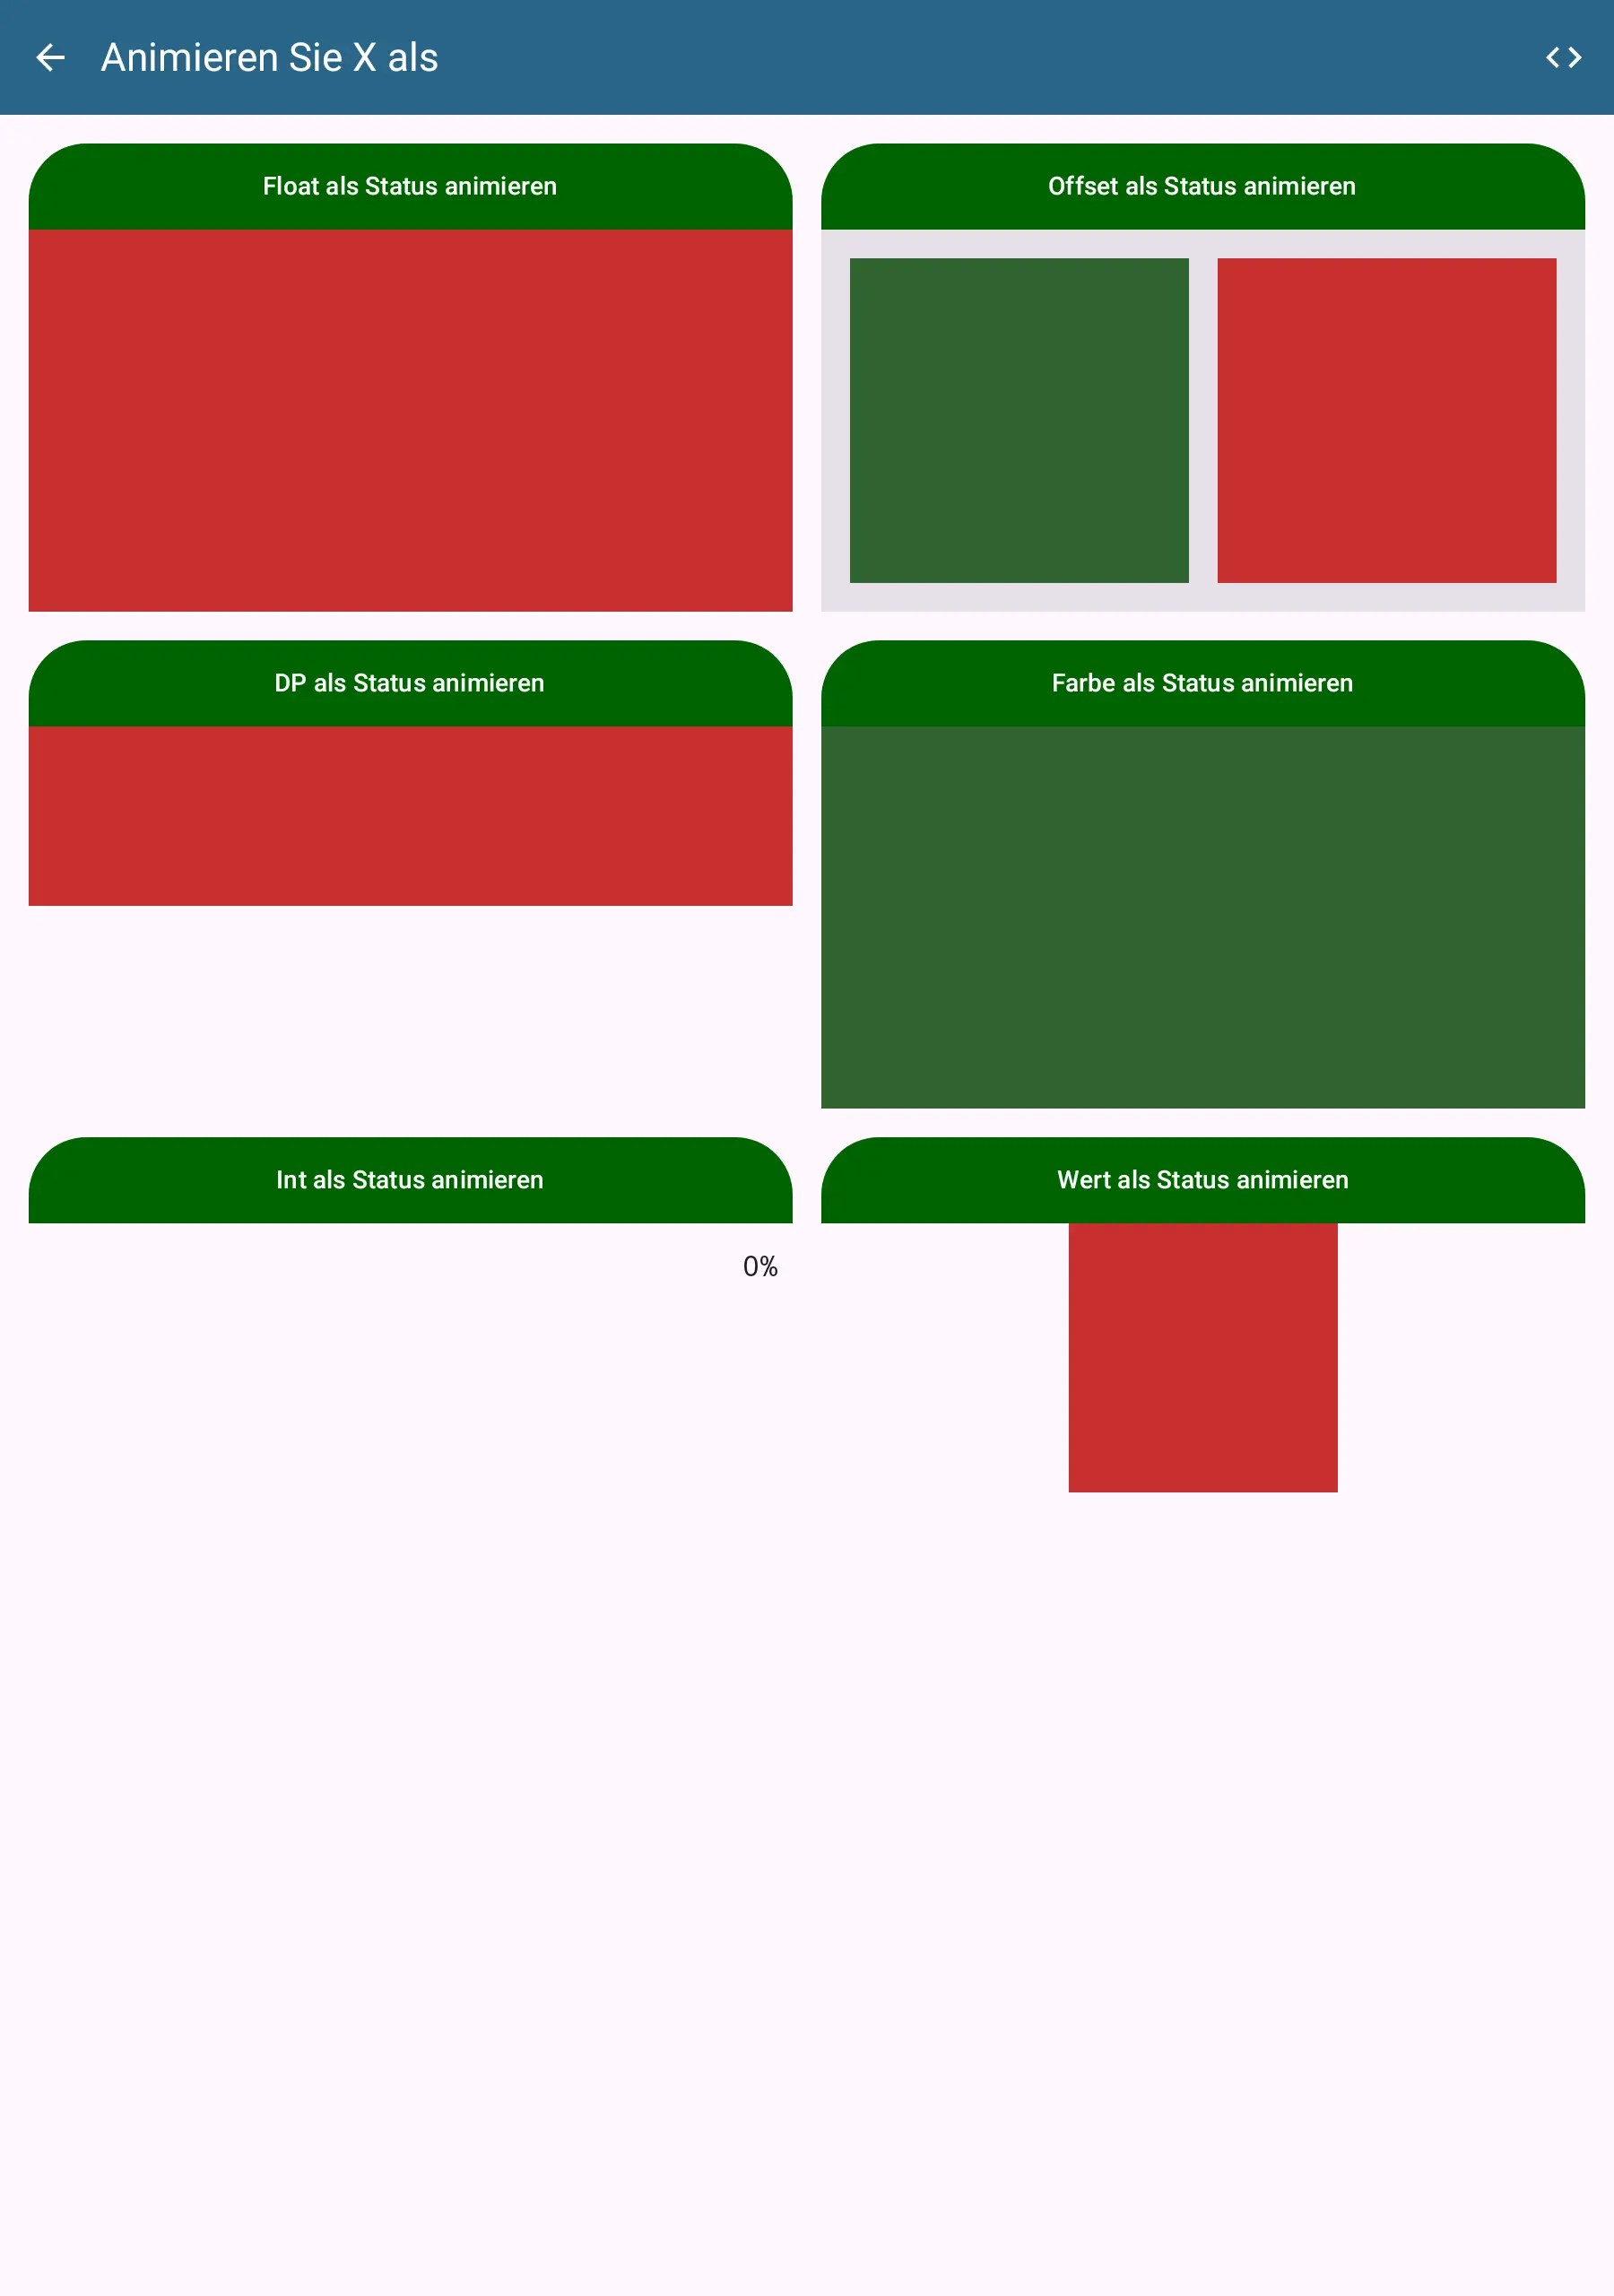 Animieren Sie X als
Float als Status animieren
Offset als Status animieren
DP als Status animieren
Farbe als Status animieren
Int als Status animieren
Wert als Status animieren
0%